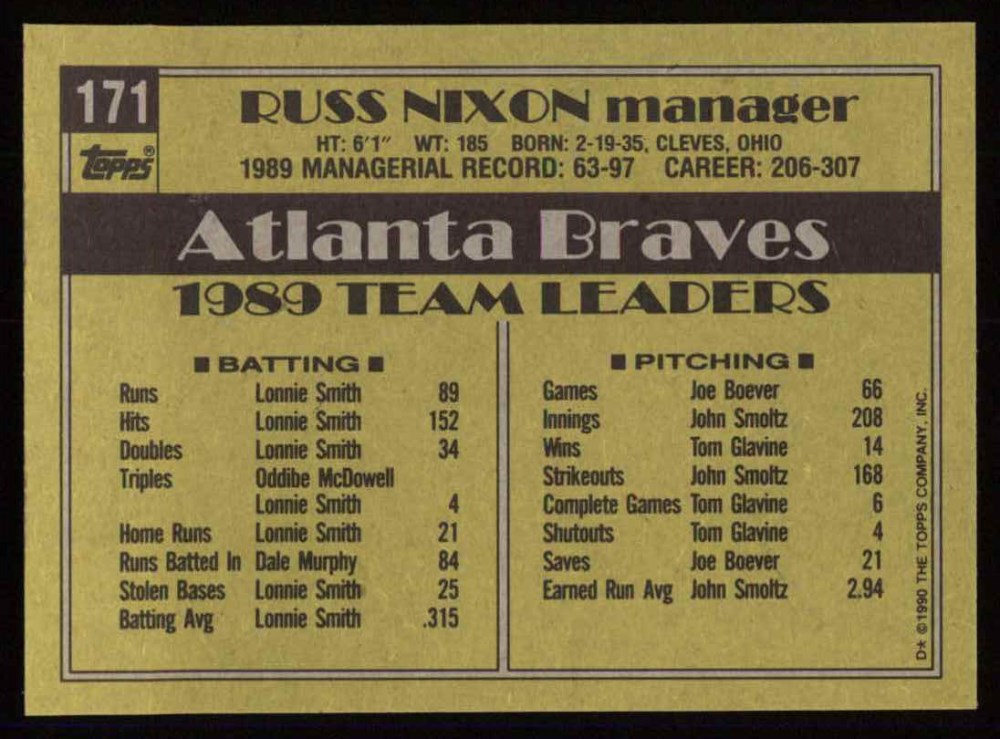 171
topps®
RUSS NIXON manager
HT: 6'1" WT: 185 BORN: 2-19-35, CLEVES, OHIO
1989 MANAGERIAL RECORD: 63-97 CAREER: 206-307
Atlanta Braves
1989 TEAM LEADERS
■ BATTING ■
Runs Lonnie Smith 89
Hits Lonnie Smith 152
Doubles Lonnie Smith 34
Triples Oddibe McDowell
Lonnie Smith 4
Home Runs Lonnie Smith 21
Runs Batted In Dale Murphy 84
Stolen Bases Lonnie Smith 25
Batting Avg Lonnie Smith .315
■ PITCHING ■
Games Joe Boever 66
Innings John Smoltz 208
Wins Tom Glavine 14
Strikeouts John Smoltz 168
Complete Games Tom Glavine 6
Shutouts Tom Glavine 4
Saves Joe Boever 21
Earned Run Avg John Smoltz 2.94
D★ ©1990 THE TOPPS COMPANY, INC.